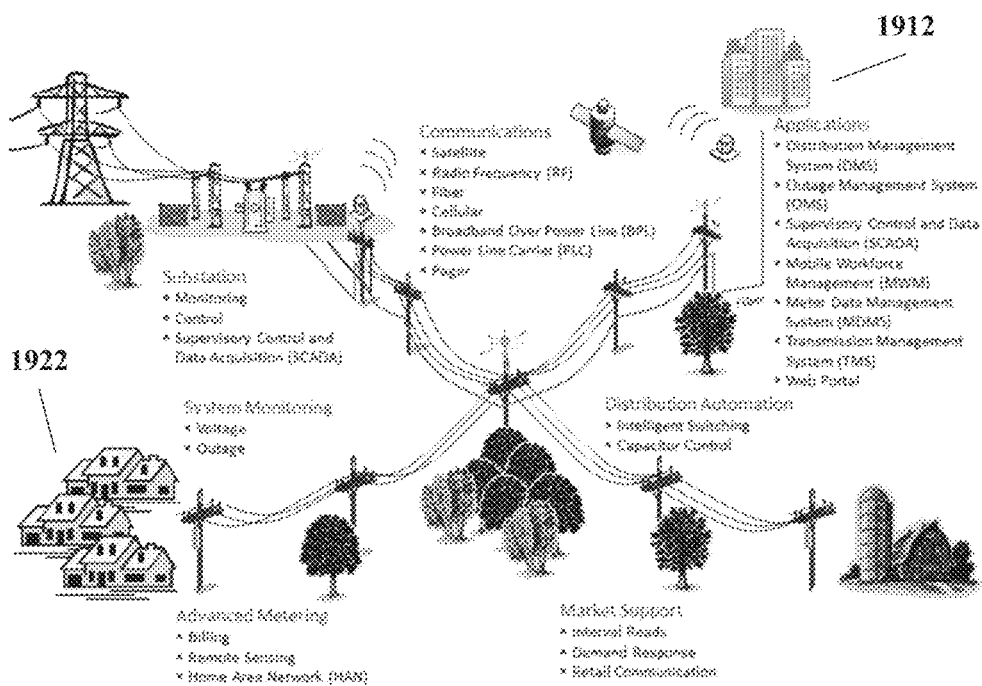 1912
Communications
• Satellite
• Radio Frequency (RF)
• Fiber
• Cellular
• Broadband Over Power Line (BPL)
• Power Line Carrier (PLC)
• Pager
Applications
• Distribution Management
System (DMS)
• Outage Management System
(OMS)
• Supervisory Control and Data
Acquisition (SCADA)
• Mobile Workforce
Management (MWM)
• Meter Data Management
System (MDMS)
• Transmission Management
System (TMS)
• Web Portal
Substation
• Monitoring
• Control
• Supervisory Control and
Data Acquisition (SCADA)
1922
System Monitoring
• Voltage
• Outage
Distribution Automation
• Intelligent Switching
• Capacitor Control
Advanced Metering
• Billing
• Remote Sensing
• Home Area Network (HAN)
Market Support
• Interval Reads
• Demand Response
• Retail Communication